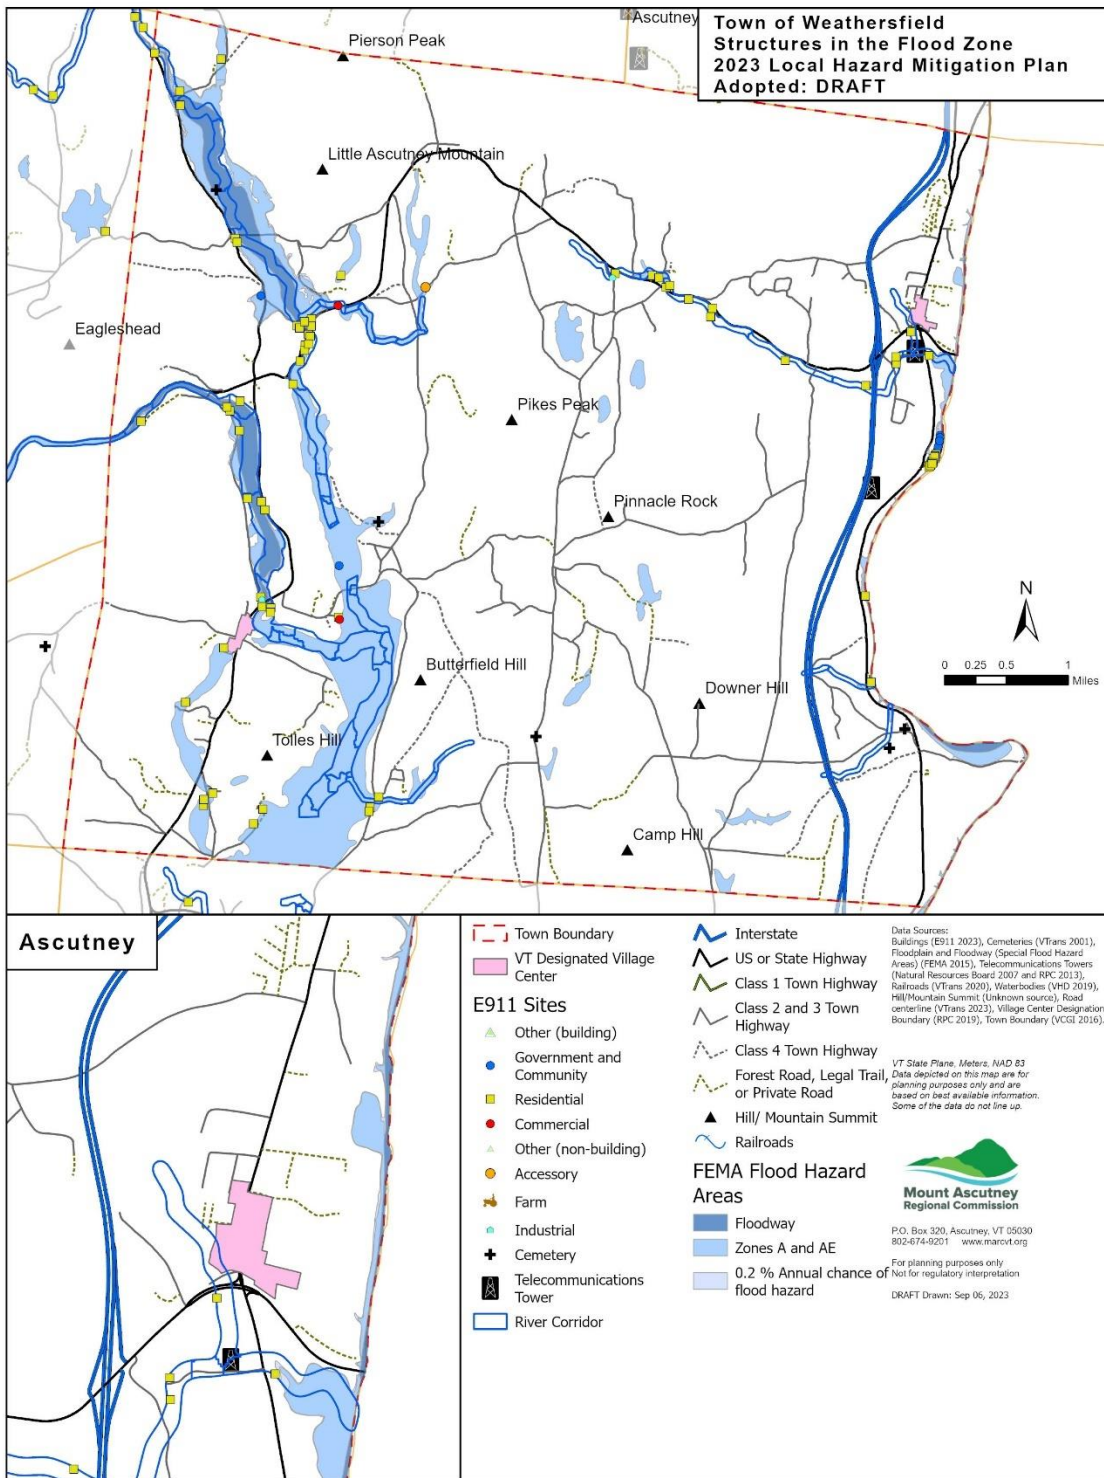 Town of Weathersfield
Structures in the Flood Zone
2023 Local Hazard Mitigation Plan
Adopted: DRAFT
Ascutney
Pierson Peak
Little Ascutney Mountain
Eagleshead
Pikes Peak
Pinnacle Rock
N
0 0.25 0.5 1
Miles
Butterfield Hill
Downer Hill
Tolles Hill
Camp Hill
Ascutney
Town Boundary
VT Designated Village
Center
E911 Sites
Other (building)
Government and
Community
Residential
Commercial
Other (non-building)
Accessory
Farm
Industrial
Cemetery
Telecommunications
Tower
River Corridor
Interstate
US or State Highway
Class 1 Town Highway
Class 2 and 3 Town
Highway
Class 4 Town Highway
Forest Road, Legal Trail,
or Private Road
Hill/ Mountain Summit
Railroads
FEMA Flood Hazard
Areas
Floodway
Zones A and AE
0.2 % Annual chance of
flood hazard
Data Sources:
Buildings (E911 2023), Cemeteries (VTrans 2001),
Floodplain and Floodway (Special Flood Hazard
Areas) (FEMA 2015), Telecommunications Towers
(Natural Resources Board 2007 and RPC 2013),
Railroads (VTrans 2020), Waterbodies (VHD 2019),
Hill/Mountain Summit (Unknown source), Road
centerline (VTrans 2023), Village Center Designation
Boundary (RPC 2019), Town Boundary (VCGI 2016).
VT State Plane, Meters, NAD 83
Data depicted on this map are for
planning purposes only and are
based on best available information.
Some of the data do not line up.
Mount Ascutney
Regional Commission
P.O. Box 320, Ascutney, VT 05030
802-674-9201 www.marcvt.org
For planning purposes only
Not for regulatory interpretation
DRAFT Drawn: Sep 06, 2023